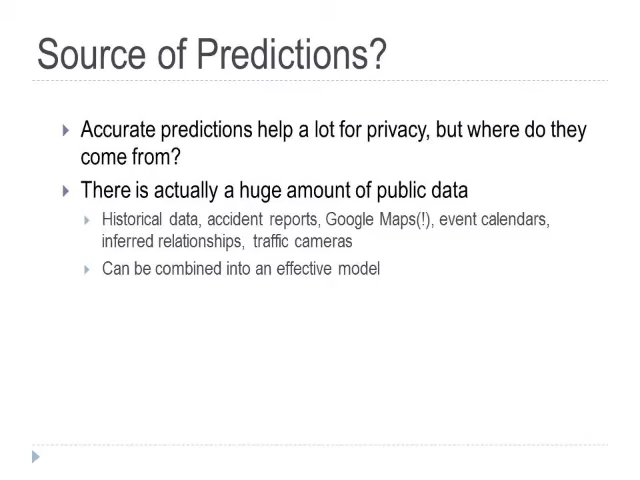 Source of Predictions?
Accurate predictions help a lot for privacy, but where do they
come from?
There is actually a huge amount of public data
Historical data, accident reports, Google Maps(!), event calendars,
inferred relationships, traffic cameras
Can be combined into an effective model